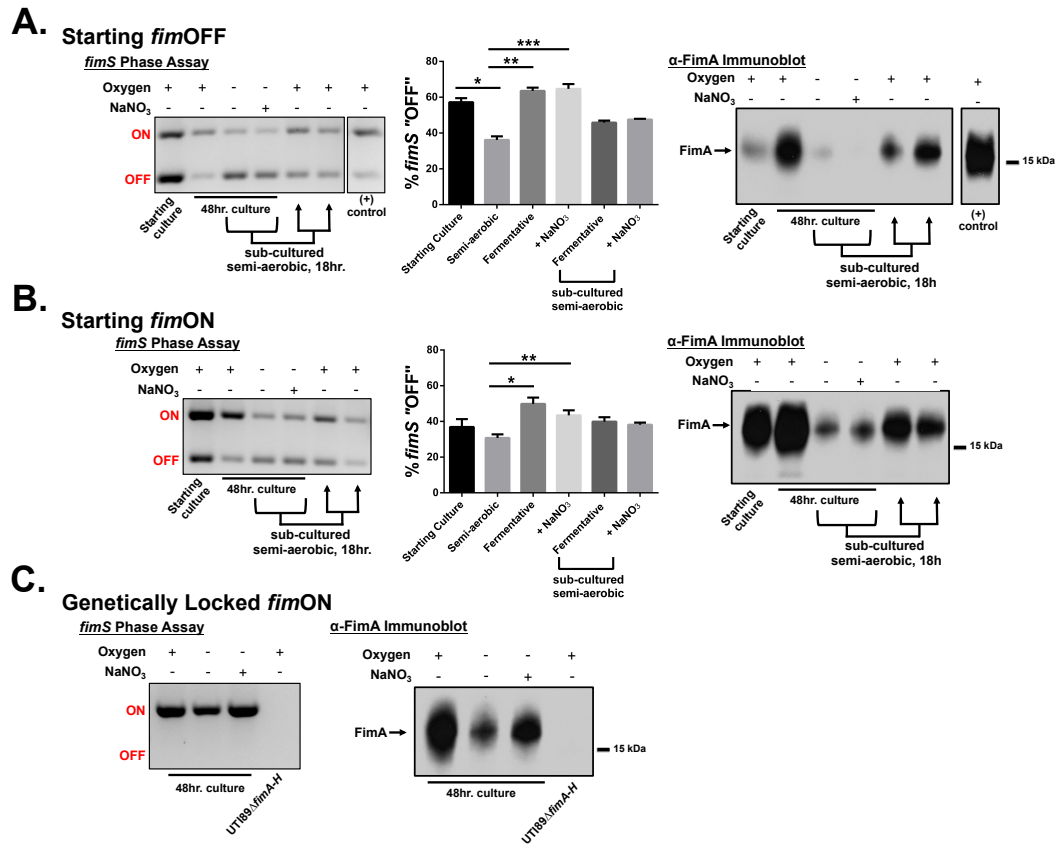 A.
Starting fimOFF
fimS Phase Assay
Oxygen + + - - + + +
NaNO3 - - - + - - -
ON
OFF
Starting culture
48hr. culture
(+) control
sub-cultured
semi-aerobic, 18hr.
% fimS "OFF"
80
60
40
20
0
*
**
***
Starting Culture
Semi-aerobic
Fermentative
+ NaNO3
Fermentative
+ NaNO3
sub-cultured
semi-aerobic
α-FimA Immunoblot
Oxygen + + - - + + +
NaNO3 - - - + - - -
FimA
15 kDa
Starting culture
48hr. culture
(+) control
sub-cultured
semi-aerobic, 18h
B.
Starting fimON
fimS Phase Assay
Oxygen + + - - + +
NaNO3 - - - + - -
ON
OFF
Starting culture
48hr. culture
sub-cultured
semi-aerobic, 18hr.
% fimS "OFF"
80
60
40
20
0
*
**
Starting Culture
Semi-aerobic
Fermentative
+ NaNO3
Fermentative
+ NaNO3
sub-cultured
semi-aerobic
α-FimA Immunoblot
Oxygen + + - - + +
NaNO3 - - - + - -
FimA
15 kDa
Starting culture
48hr. culture
sub-cultured
semi-aerobic, 18h
C.
Genetically Locked fimON
fimS Phase Assay
Oxygen + - - +
NaNO3 - - + -
ON
OFF
48hr. culture
UTI89ΔfimA-H
α-FimA Immunoblot
Oxygen + - - +
NaNO3 - - + -
FimA
15 kDa
48hr. culture
UTI89ΔfimA-H